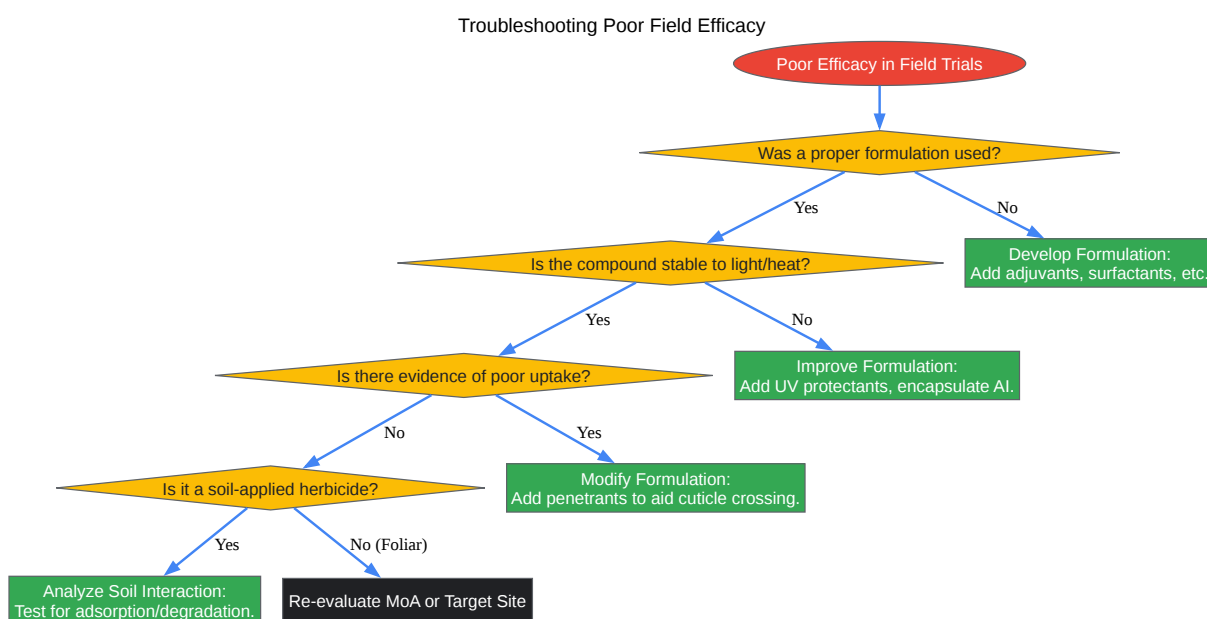 Troubleshooting Poor Field Efficacy
Poor Efficacy in Field Trials
Was a proper formulation used?
Yes
No
Is the compound stable to light/heat?
Develop Formulation:
Add adjuvants, surfactants, etc.
Yes
No
Is there evidence of poor uptake?
Improve Formulation:
Add UV protectants, encapsulate AI.
No
Yes
Is it a soil-applied herbicide?
Modify Formulation:
Add penetrants to aid cuticle crossing.
Yes
No (Foliar)
Analyze Soil Interaction:
Test for adsorption/degradation.
Re-evaluate MoA or Target Site